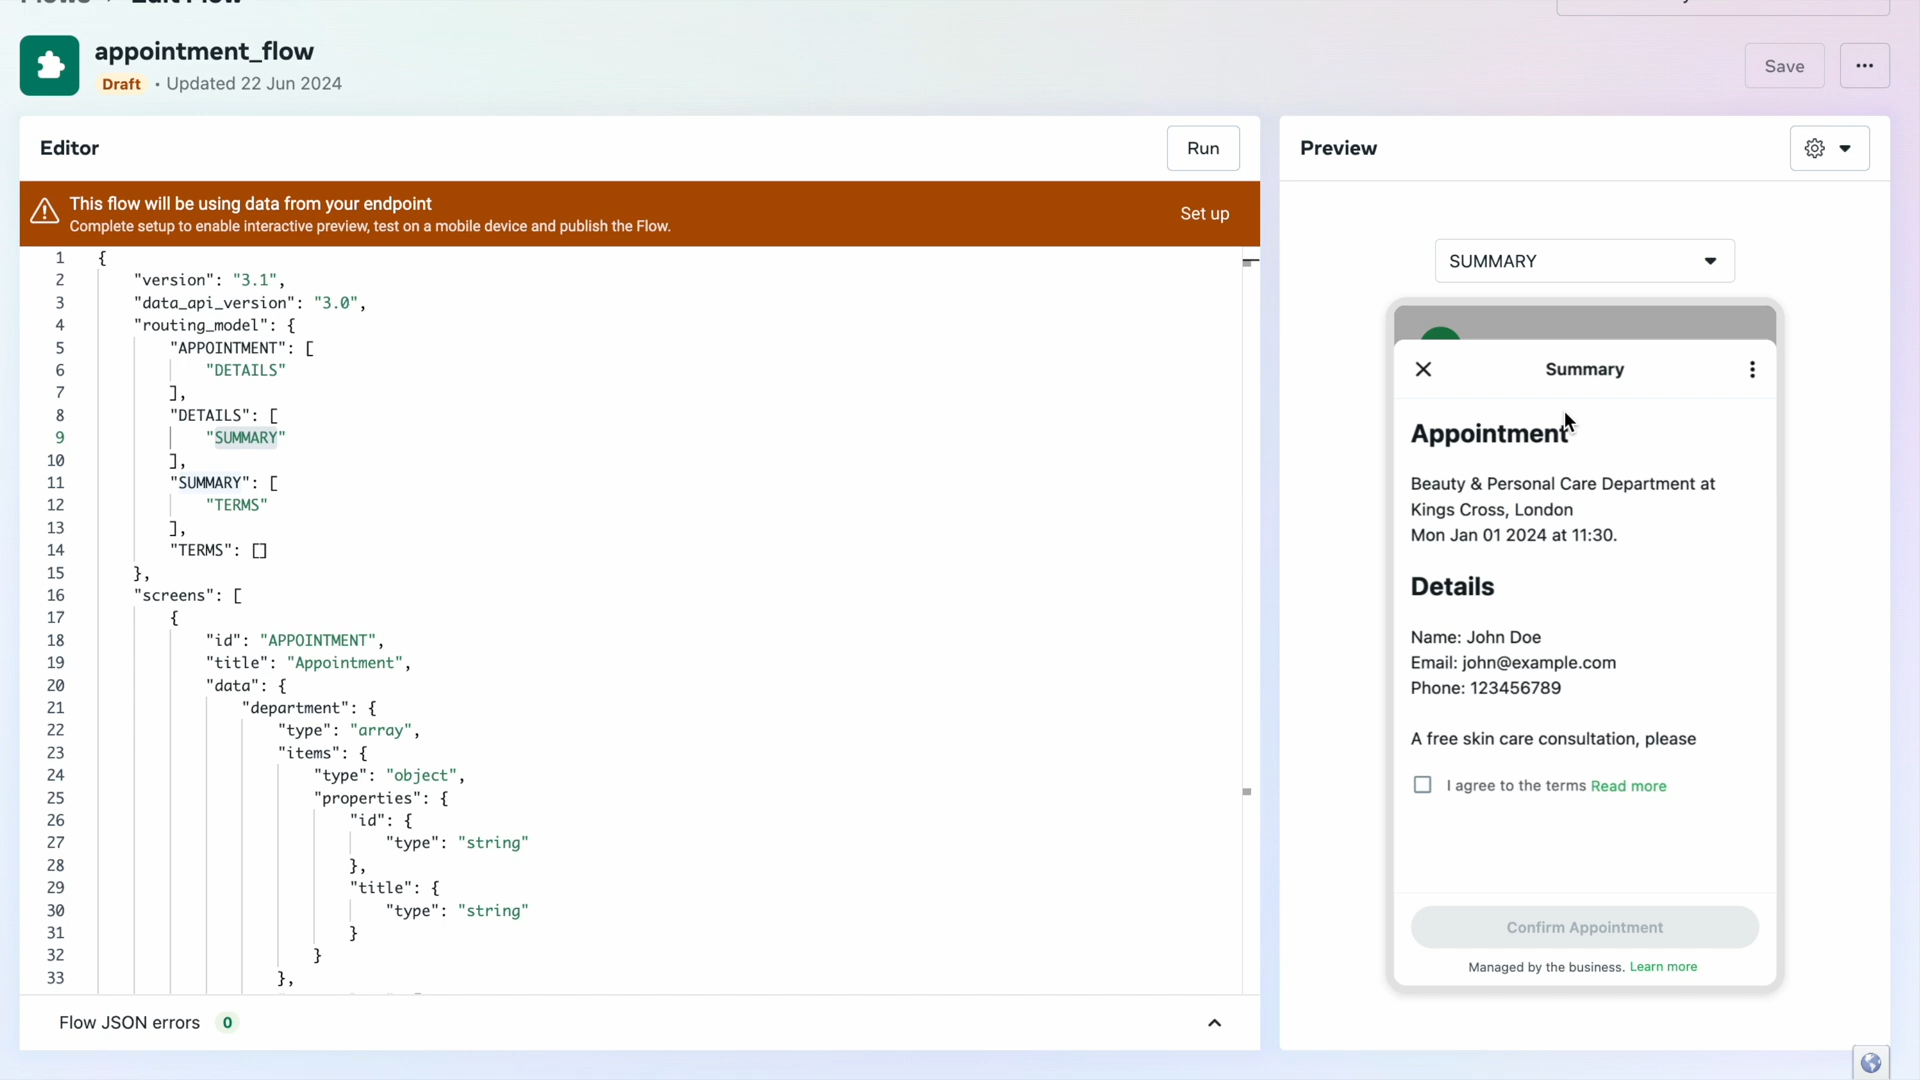 Edit Flow
appointment_flow
Draft • Updated 22 Jun 2024
Save
Editor
Run
Preview
This flow will be using data from your endpoint
Complete setup to enable interactive preview, test on a mobile device and publish the Flow.
Set up
1 {
2 "version": "3.1",
3 "data_api_version": "3.0",
4 "routing_model": {
5 "APPOINTMENT": [
6 "DETAILS"
7 ],
8 "DETAILS": [
9 "SUMMARY"
10 ],
11 "SUMMARY": [
12 "TERMS"
13 ],
14 "TERMS": []
15 },
16 "screens": [
17 {
18 "id": "APPOINTMENT",
19 "title": "Appointment",
20 "data": {
21 "department": {
22 "type": "array",
23 "items": {
24 "type": "object",
25 "properties": {
26 "id": {
27 "type": "string"
28 },
29 "title": {
30 "type": "string"
31 }
32 }
33 },
Flow JSON errors 0
SUMMARY
Summary
Appointment
Beauty & Personal Care Department at
Kings Cross, London
Mon Jan 01 2024 at 11:30.
Details
Name: John Doe
Email: john@example.com
Phone: 123456789
A free skin care consultation, please
I agree to the terms Read more
Confirm Appointment
Managed by the business. Learn more